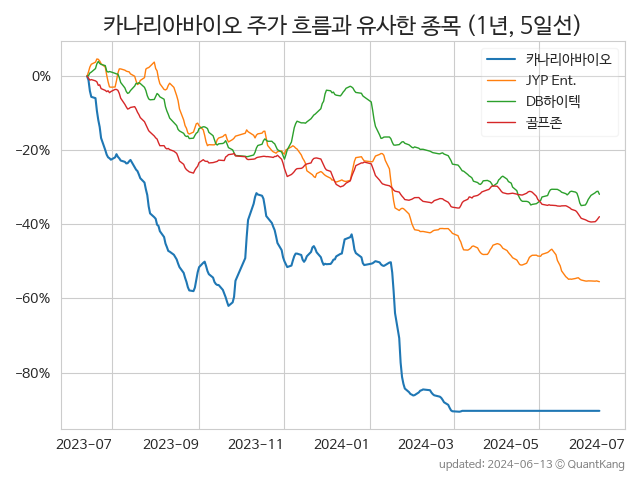 카나리아바이오 주가 흐름과 유사한 종목 (1년, 5일선)
카나리아바이오
JYP Ent.
DB하이텍
골프존
0%
−20%
−40%
−60%
−80%
2023-07
2023-09
2023-11
2024-01
2024-03
2024-05
2024-07
updated: 2024-06-13 © QuantKang